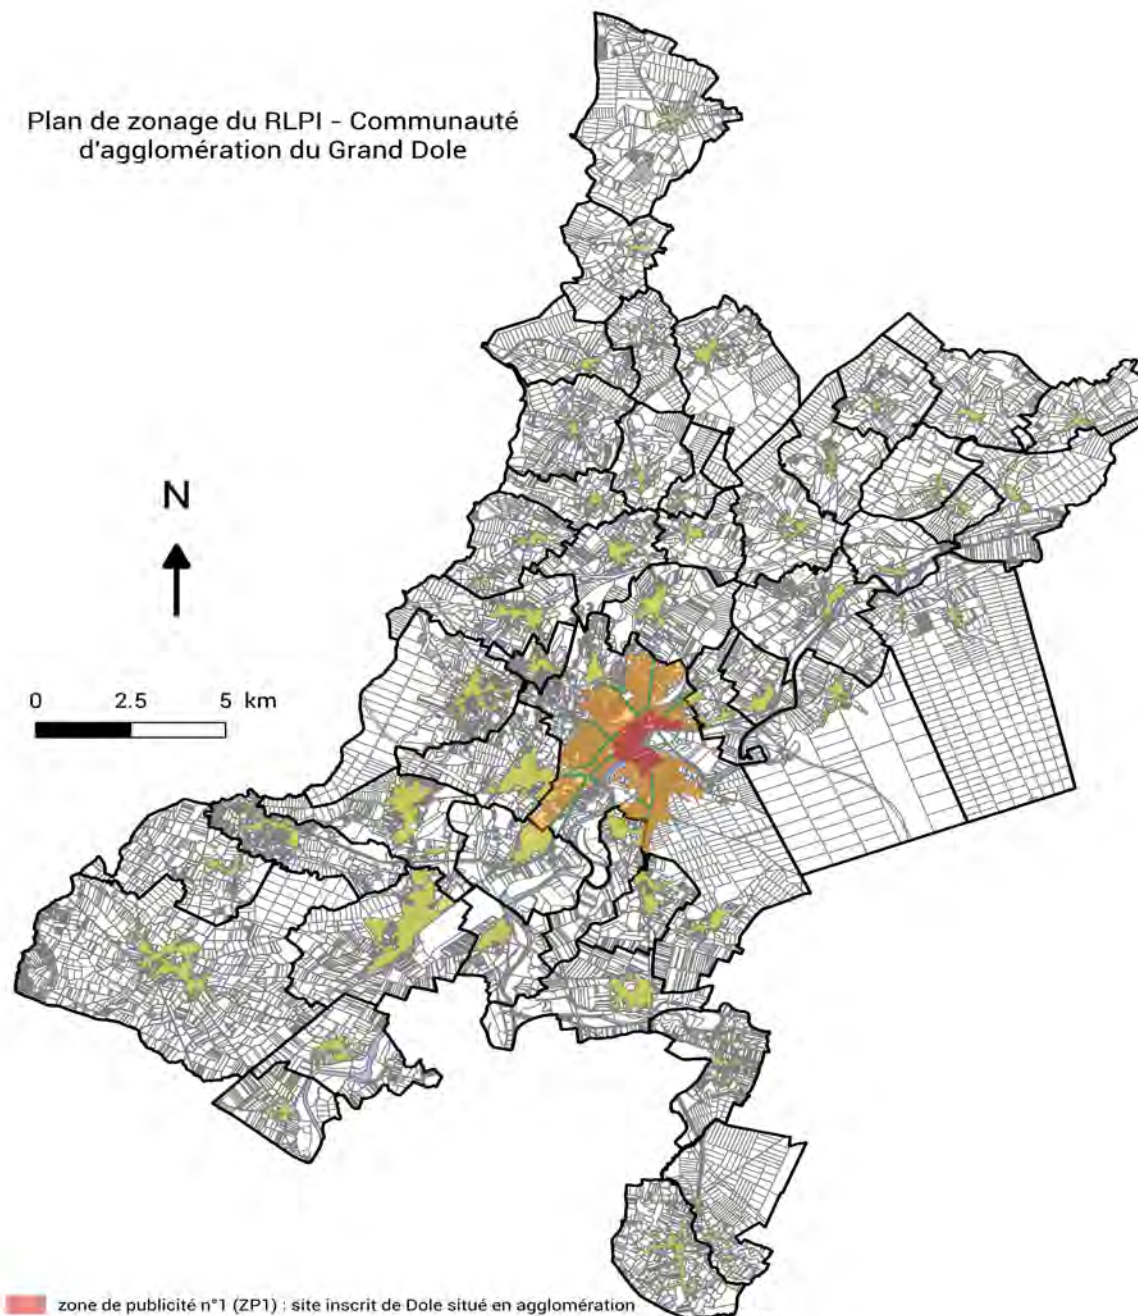 Plan de zonage du RLPI - Communauté
d'agglomération du Grand Dole
N
0 2.5 5 km
zone de publicité n°1 (ZP1) : site inscrit de Dole situé en agglomération